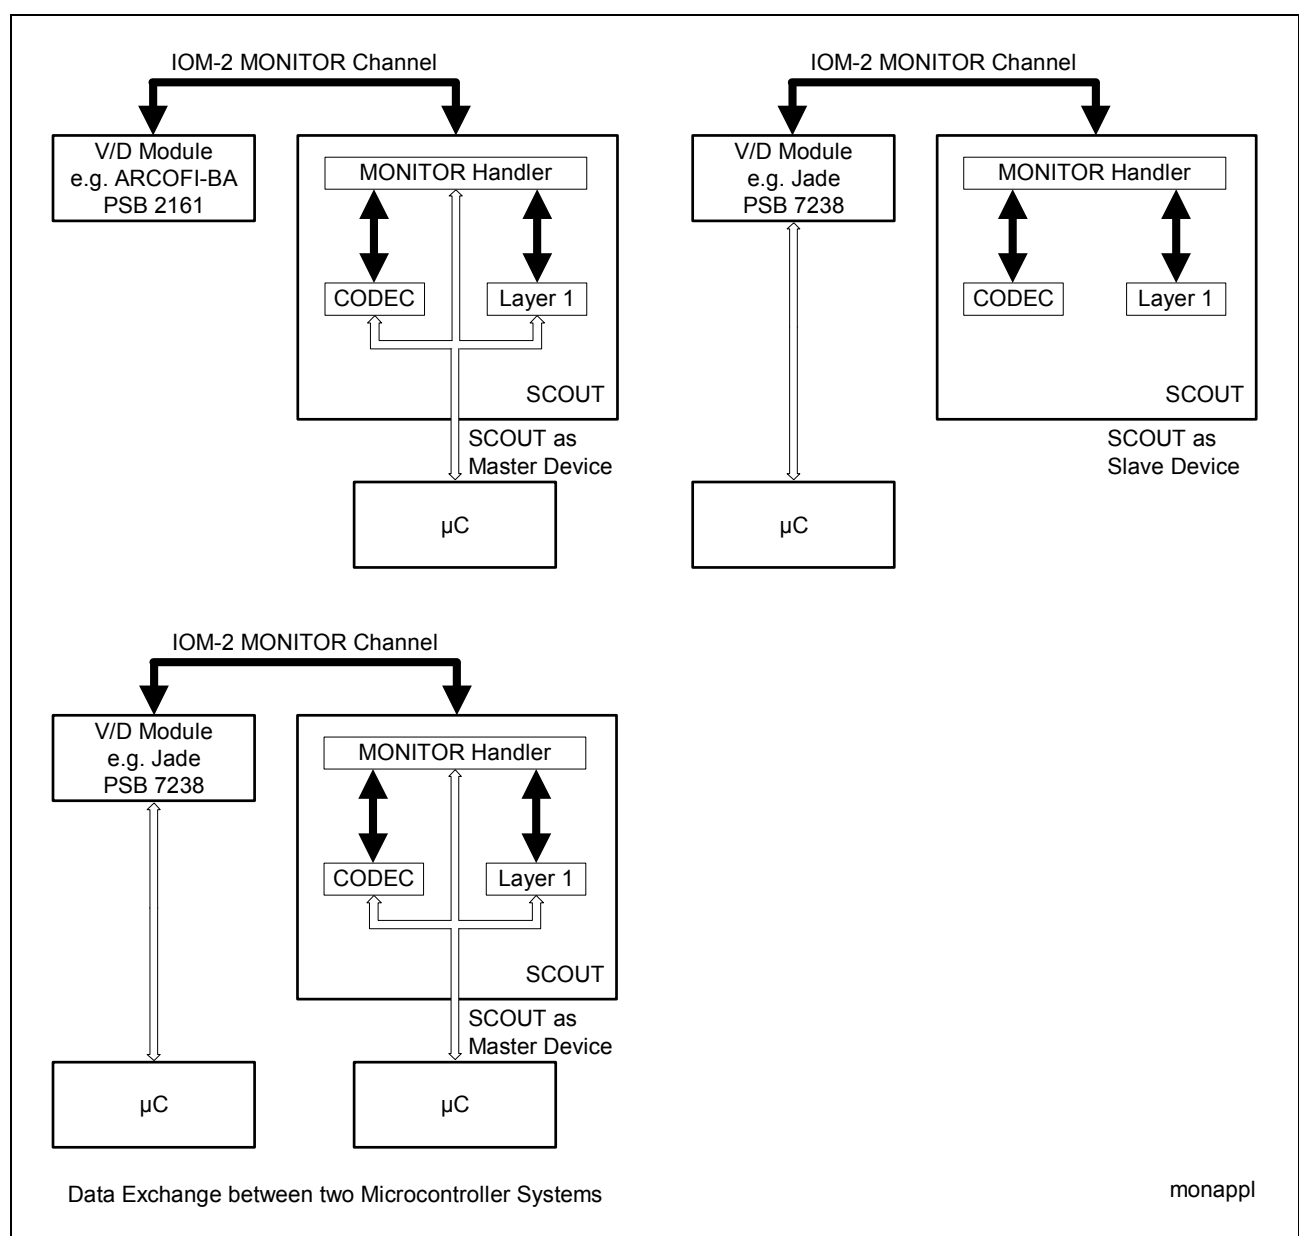 IOM-2 MONITOR Channel
V/D Module
e.g. ARCOFI-BA
PSB 2161
MONITOR Handler
CODEC
Layer 1
SCOUT
SCOUT as
Master Device
µC
IOM-2 MONITOR Channel
V/D Module
e.g. Jade
PSB 7238
MONITOR Handler
CODEC
Layer 1
SCOUT
SCOUT as
Slave Device
µC
IOM-2 MONITOR Channel
V/D Module
e.g. Jade
PSB 7238
MONITOR Handler
CODEC
Layer 1
SCOUT
SCOUT as
Master Device
µC
µC
Data Exchange between two Microcontroller Systems
monappl